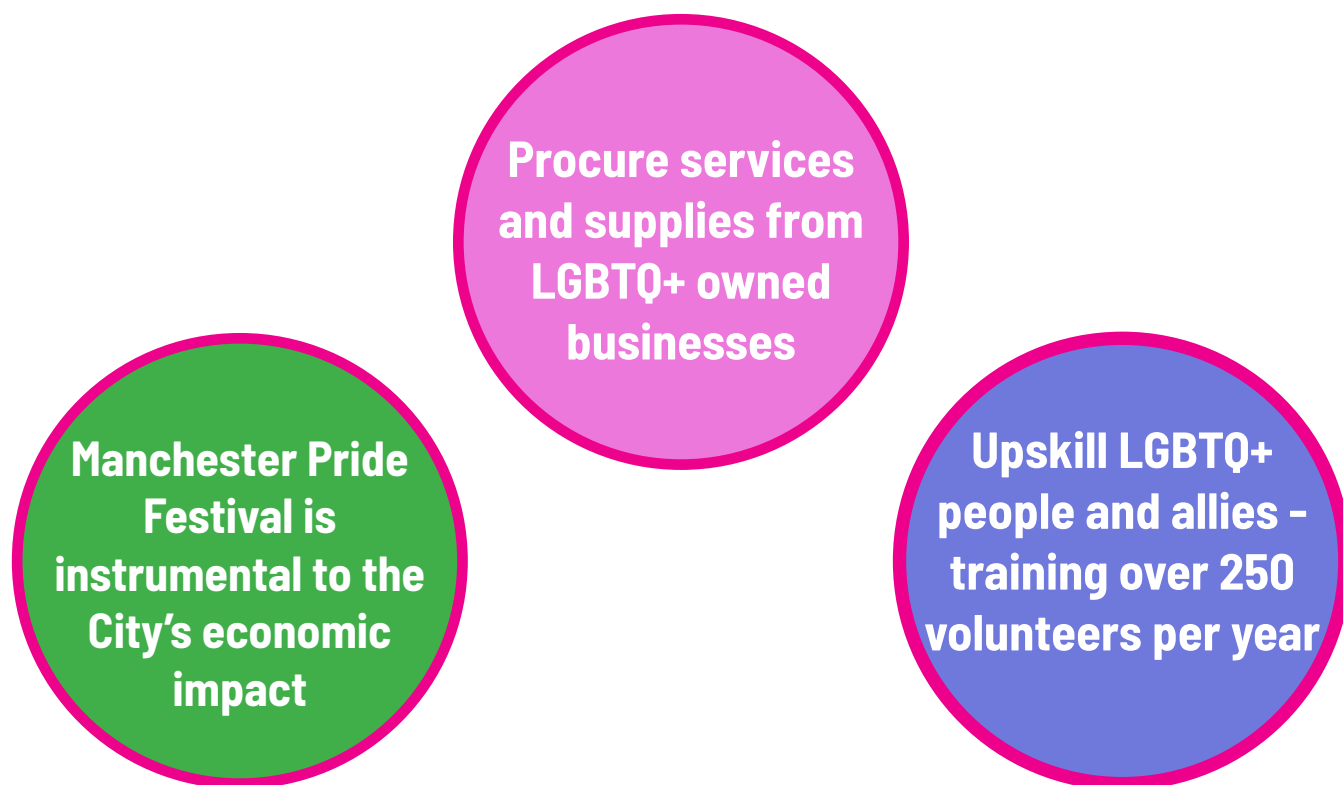 Procure services
and supplies from
LGBTQ+ owned
businesses
Manchester Pride
Festival is
instrumental to the
City’s economic
impact
Upskill LGBTQ+
people and allies -
training over 250
volunteers per year